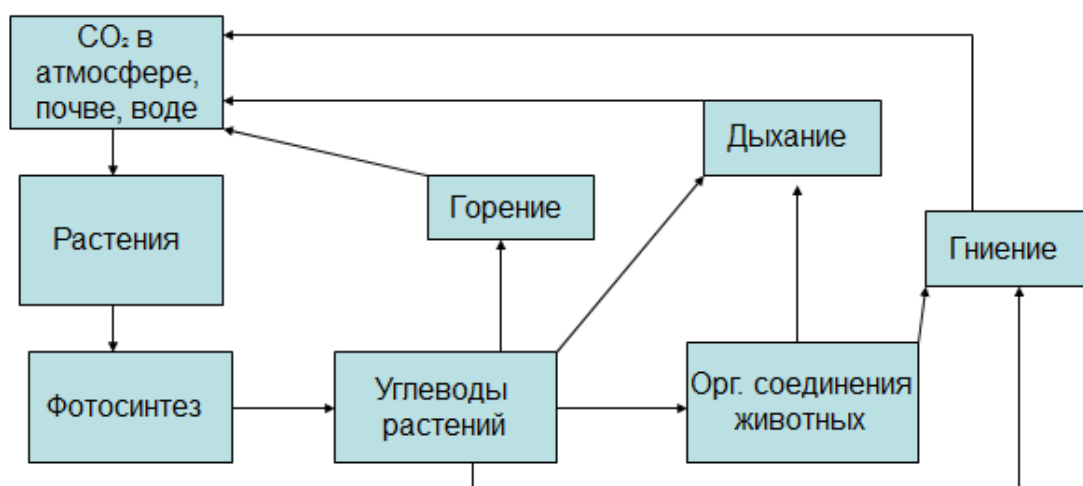 CO₂ в
атмосфере,
почве, воде
Дыхание
Горение
Растения
Гниение
Фотосинтез
Углеводы
растений
Орг. соединения
животных